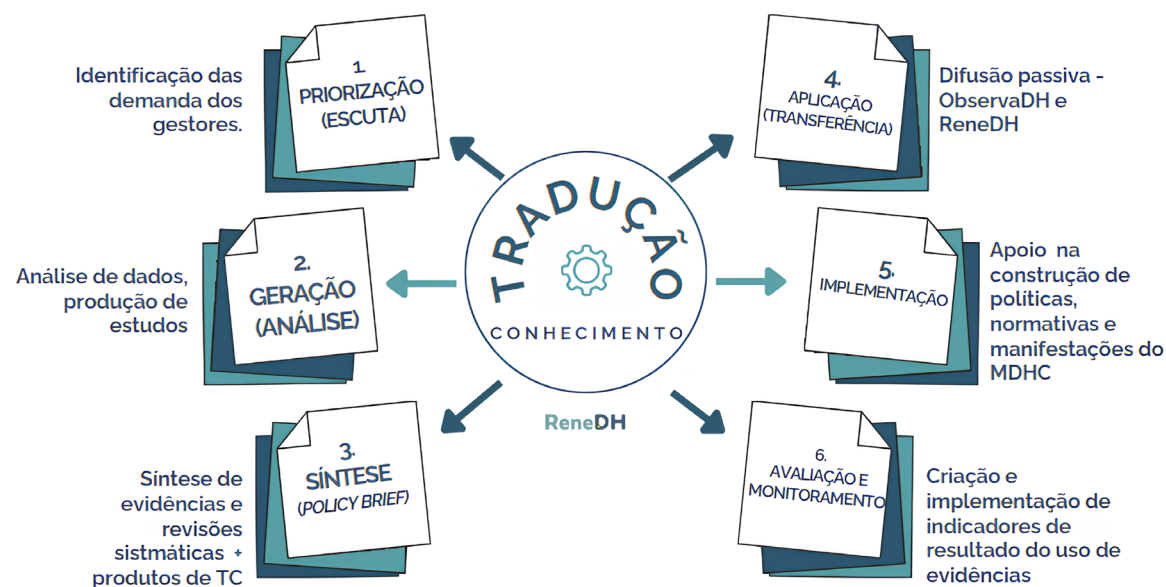 Identificação das
demanda dos
gestores.
1.
PRIORIZAÇÃO
(ESCUTA)
Análise de dados,
produção de
estudos
2.
GERAÇÃO
(ANÁLISE)
Síntese de
evidências e
revisões
sistmáticas +
produtos de TC
3.
SÍNTESE
(POLICY BRIEF)
TRADUÇÃO
CONHECIMENTO
ReneDH
4.
APLICAÇÃO
(TRANSFERÊNCIA)
Difusão passiva -
ObservaDH e
ReneDH
5.
IMPLEMENTAÇÃO
Apoio na
construção de
políticas,
normativas e
manifestações do
MDHC
6.
AVALIAÇÃO E
MONITORAMENTO
Criação e
implementação de
indicadores de
resultado do uso de
evidências